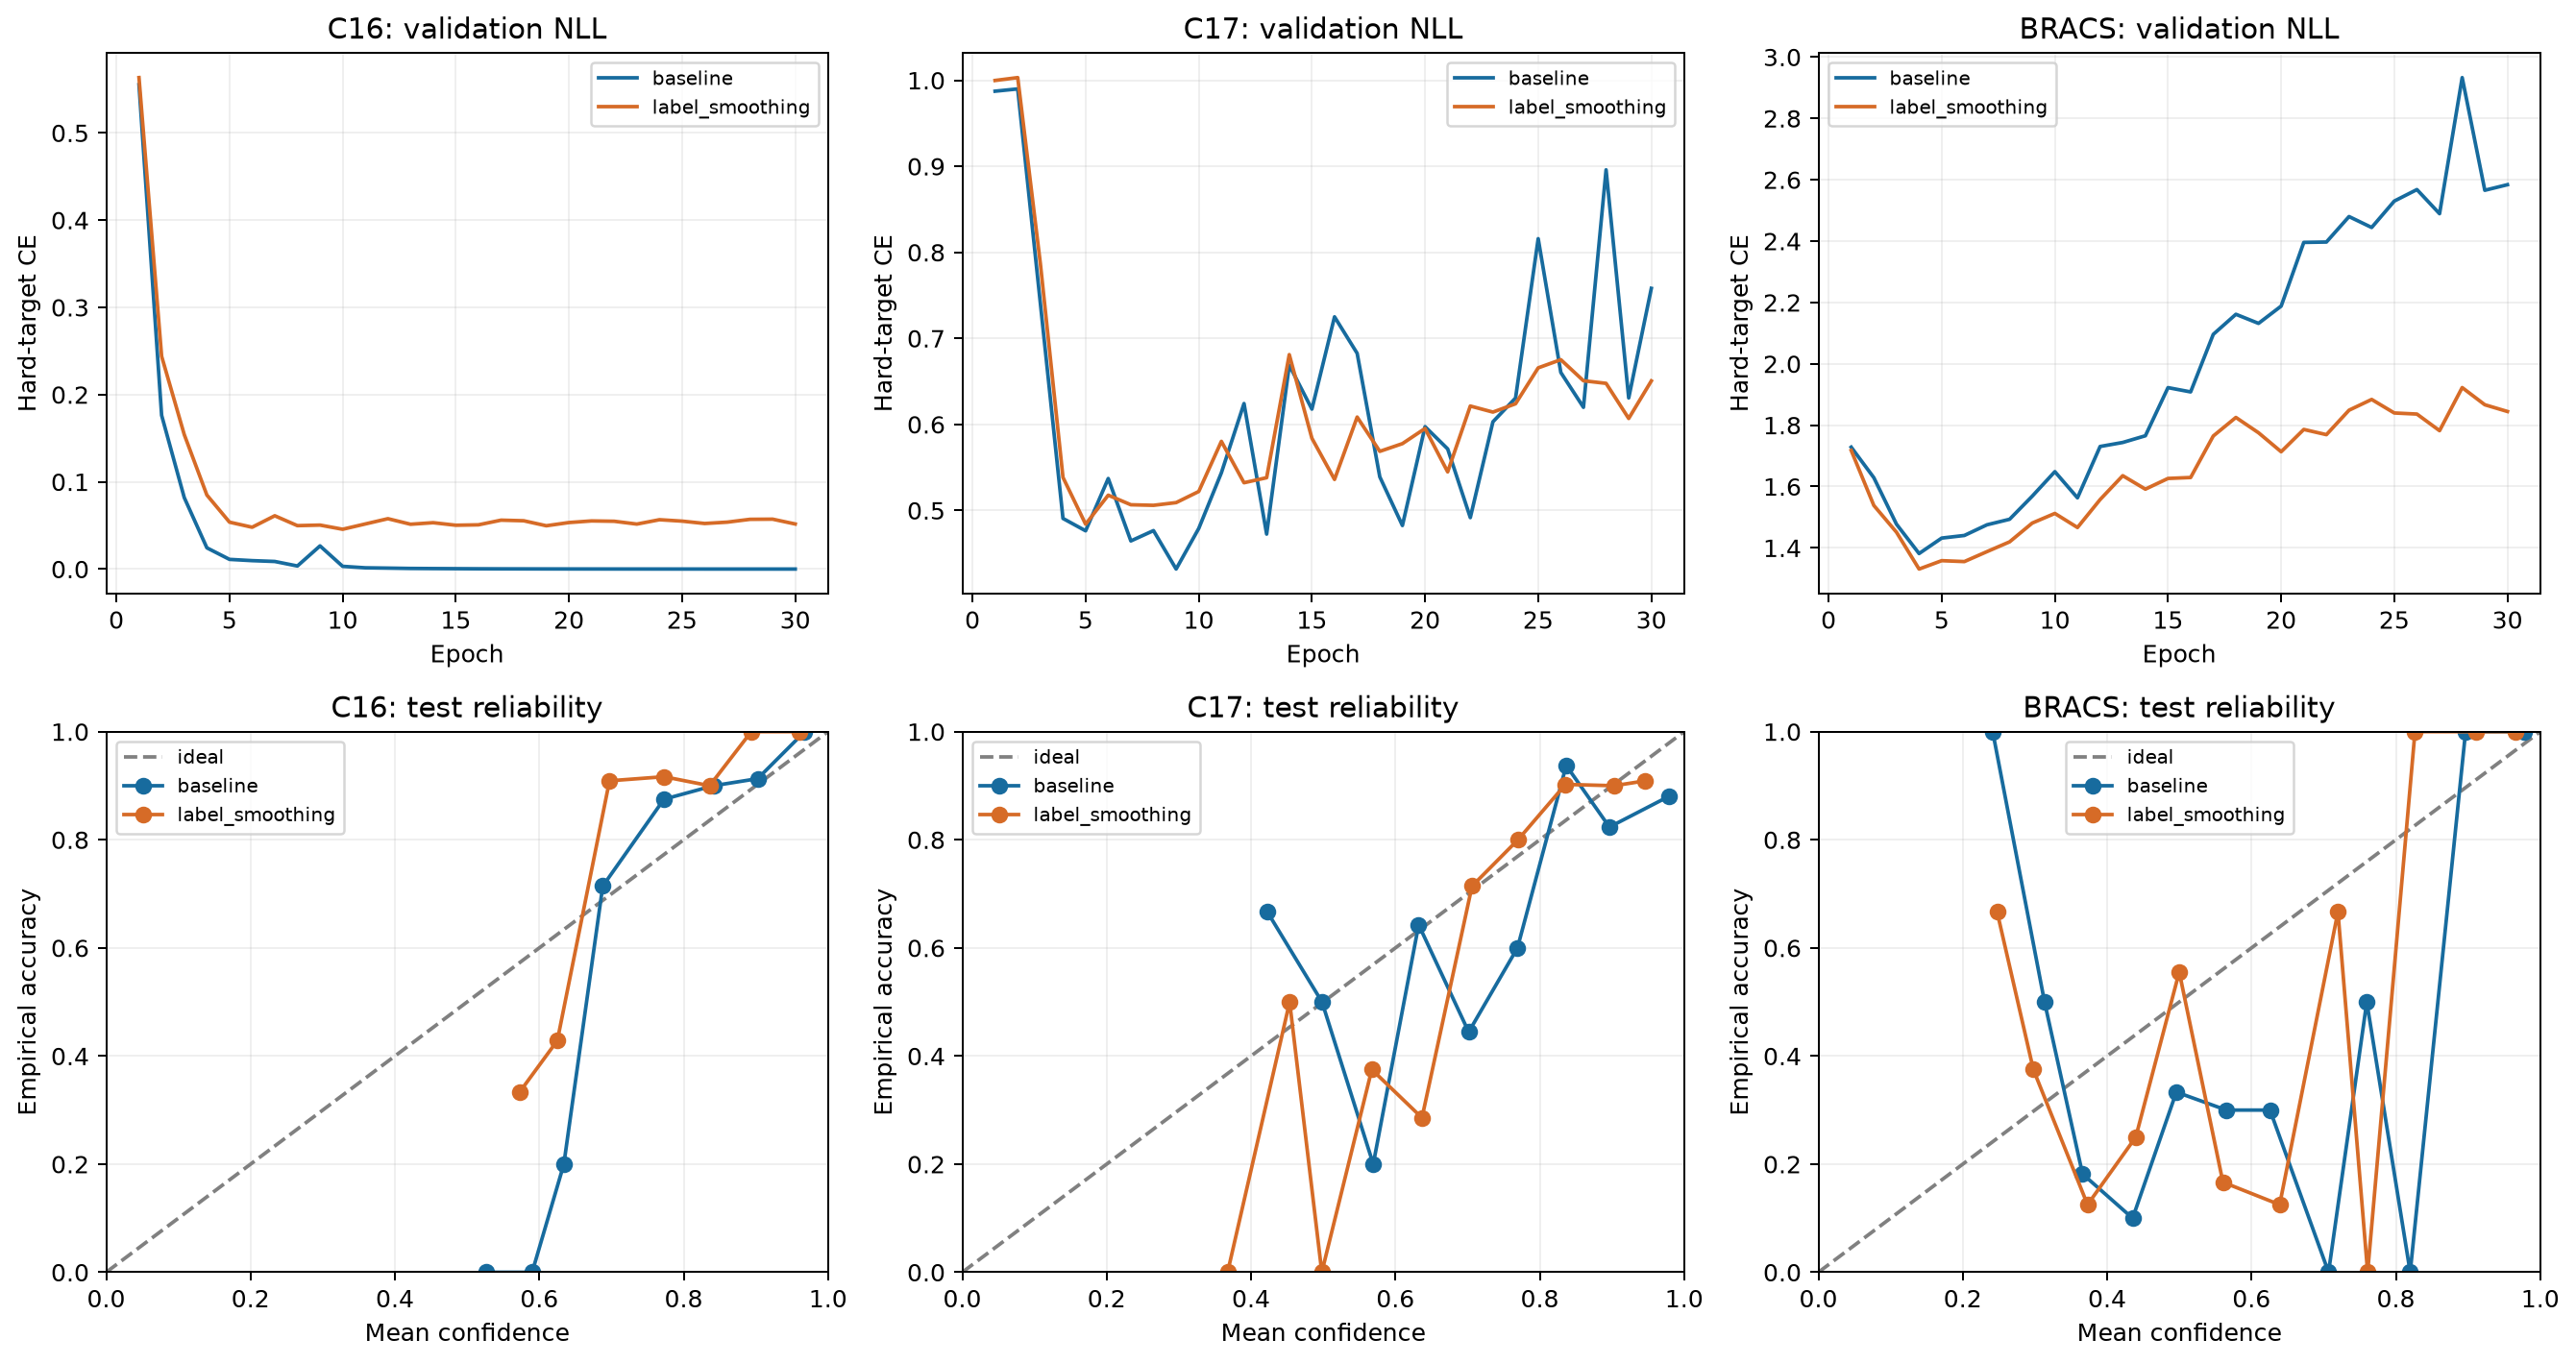 C16: validation NLL
Hard-target CE
0.5
0.4
0.3
0.2
0.1
0.0
0 5 10 15 20 25 30
Epoch
baseline
label_smoothing
C17: validation NLL
Hard-target CE
1.0
0.9
0.8
0.7
0.6
0.5
0 5 10 15 20 25 30
Epoch
baseline
label_smoothing
BRACS: validation NLL
Hard-target CE
3.0
2.8
2.6
2.4
2.2
2.0
1.8
1.6
1.4
0 5 10 15 20 25 30
Epoch
baseline
label_smoothing
C16: test reliability
Empirical accuracy
1.0
0.8
0.6
0.4
0.2
0.0
0.0 0.2 0.4 0.6 0.8 1.0
Mean confidence
ideal
baseline
label_smoothing
C17: test reliability
Empirical accuracy
1.0
0.8
0.6
0.4
0.2
0.0
0.0 0.2 0.4 0.6 0.8 1.0
Mean confidence
ideal
baseline
label_smoothing
BRACS: test reliability
Empirical accuracy
1.0
0.8
0.6
0.4
0.2
0.0
0.0 0.2 0.4 0.6 0.8 1.0
Mean confidence
ideal
baseline
label_smoothing